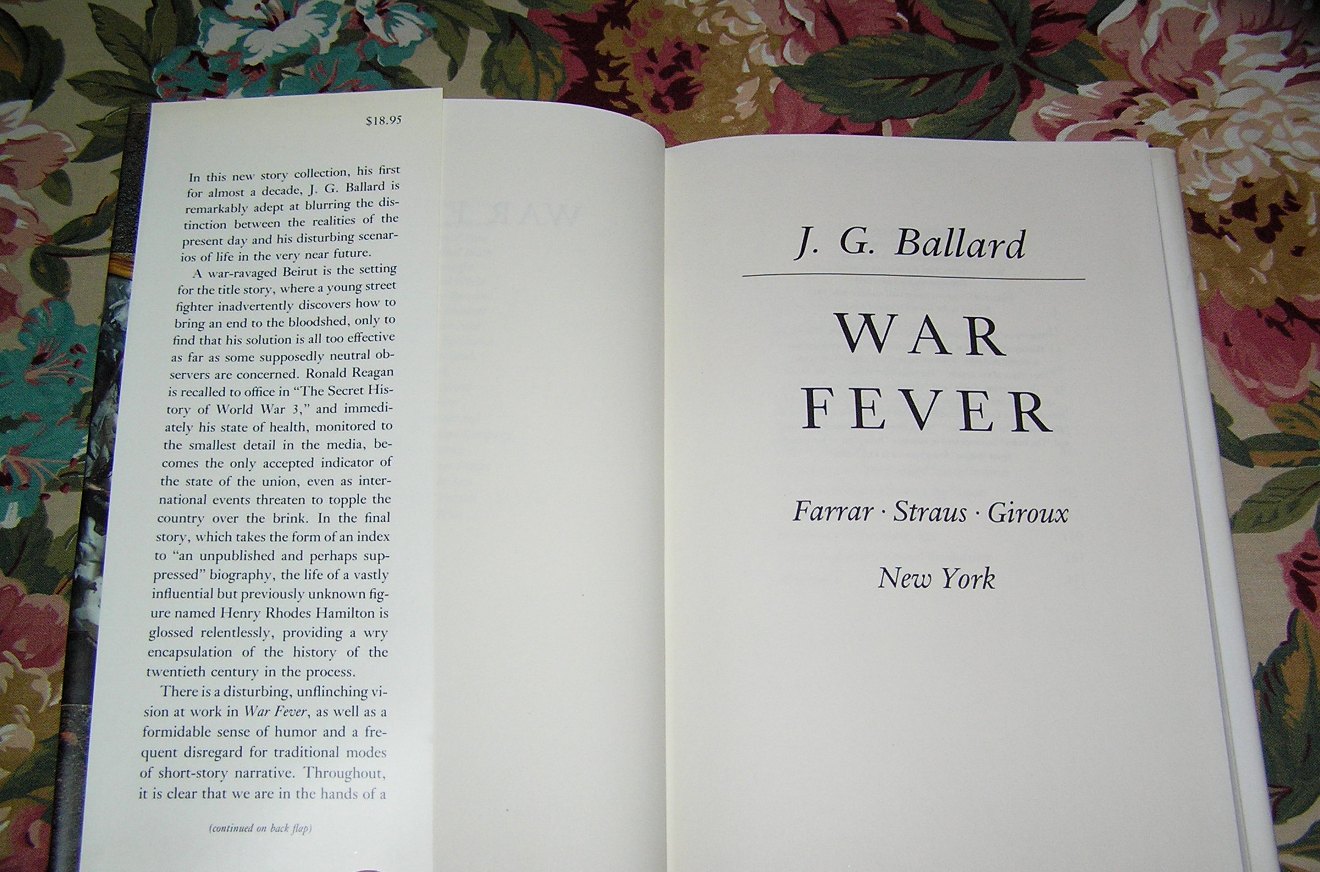 $18.95
In this new story collection, his first
for almost a decade, J. G. Ballard is
remarkably adept at blurring the dis-
tinction between the realities of the
present day and his disturbing scenar-
ios of life in the very near future.
A war-ravaged Beirut is the setting
for the title story, where a young street
fighter inadvertently discovers how to
bring an end to the bloodshed, only to
find that his solution is all too effective
as far as some supposedly neutral ob-
servers are concerned. Ronald Reagan
is recalled to office in “The Secret His-
tory of World War 3,” and immedi-
ately his state of health, monitored to
the smallest detail in the media, be-
comes the only accepted indicator of
the state of the union, even as inter-
national events threaten to topple the
country over the brink. In the final
story, which takes the form of an index
to “an unpublished and perhaps sup-
pressed” biography, the life of a vastly
influential but previously unknown fig-
ure named Henry Rhodes Hamilton is
glossed relentlessly, providing a wry
encapsulation of the history of the
twentieth century in the process.
There is a disturbing, unflinching vi-
sion at work in War Fever, as well as a
formidable sense of humor and a fre-
quent disregard for traditional modes
of short-story narrative. Throughout,
it is clear that we are in the hands of a
(continued on back flap)
J. G. Ballard
WAR
FEVER
Farrar · Straus · Giroux
New York